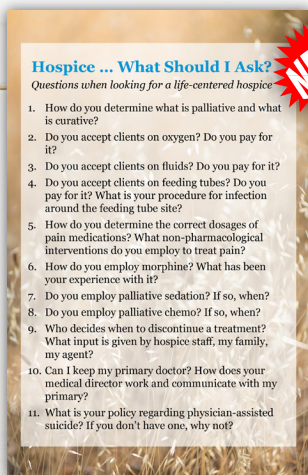 Hospice ... What Should I Ask?
Questions when looking for a life-centered hospice
1. How do you determine what is palliative and what
is curative?
2. Do you accept clients on oxygen? Do you pay for
it?
3. Do you accept clients on fluids? Do you pay for it?
4. Do you accept clients on feeding tubes? Do you
pay for it? What is your procedure for infection
around the feeding tube site?
5. How do you determine the correct dosages of
pain medications? What non-pharmacological
interventions do you employ to treat pain?
6. How do you employ morphine? What has been
your experience with it?
7. Do you employ palliative sedation? If so, when?
8. Do you employ palliative chemo? If so, when?
9. Who decides when to discontinue a treatment?
What input is given by hospice staff, my family,
my agent?
10. Can I keep my primary doctor? How does your
medical director work and communicate with my
primary?
11. What is your policy regarding physician-assisted
suicide? If you don't have one, why not?